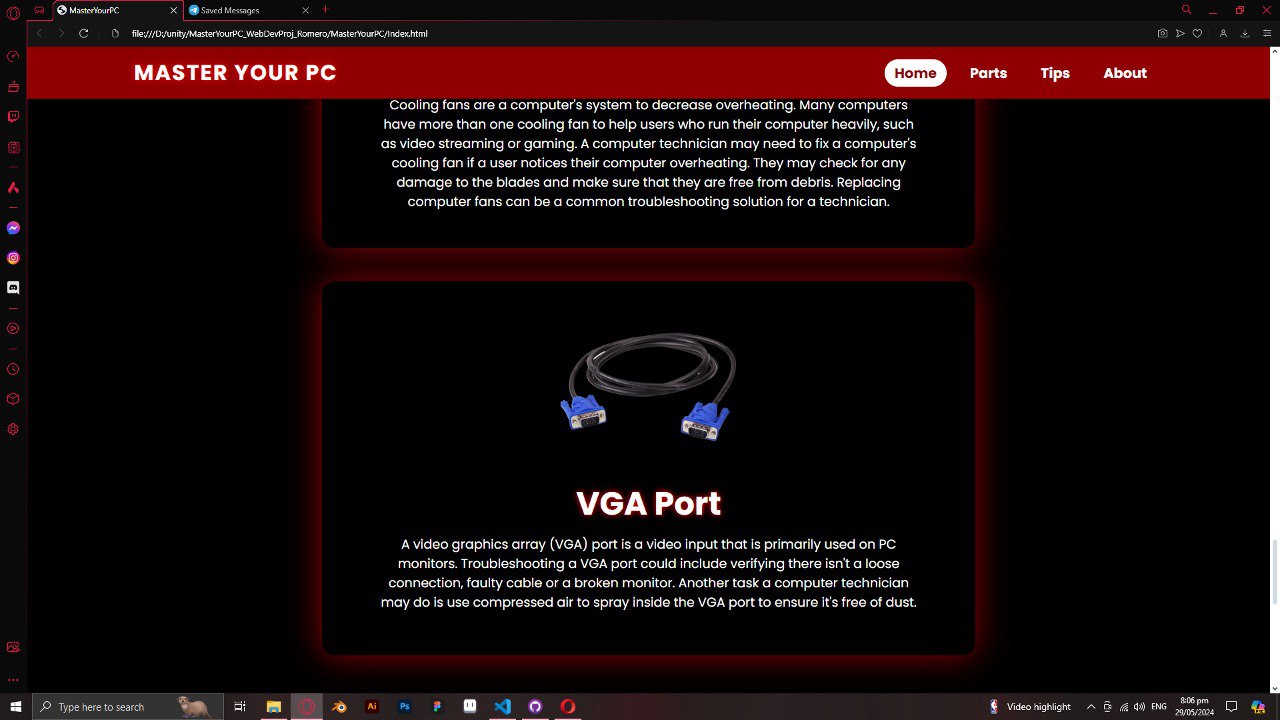 MasterYourPC
Saved Messages
file:///D:/unity/MasterYourPC_WebDevProj_Romero/MasterYourPC/Index.html
MASTER YOUR PC
Home
Parts
Tips
About
Cooling fans are a computer's system to decrease overheating. Many computers
have more than one cooling fan to help users who run their computer heavily, such
as video streaming or gaming. A computer technician may need to fix a computer's
cooling fan if a user notices their computer overheating. They may check for any
damage to the blades and make sure that they are free from debris. Replacing
computer fans can be a common troubleshooting solution for a technician.
VGA Port
A video graphics array (VGA) port is a video input that is primarily used on PC
monitors. Troubleshooting a VGA port could include verifying there isn't a loose
connection, faulty cable or a broken monitor. Another task a computer technician
may do is use compressed air to spray inside the VGA port to ensure it's free of dust.
Type here to search
Ai
Ps
Video highlight
ENG
8:06 pm
29/05/2024